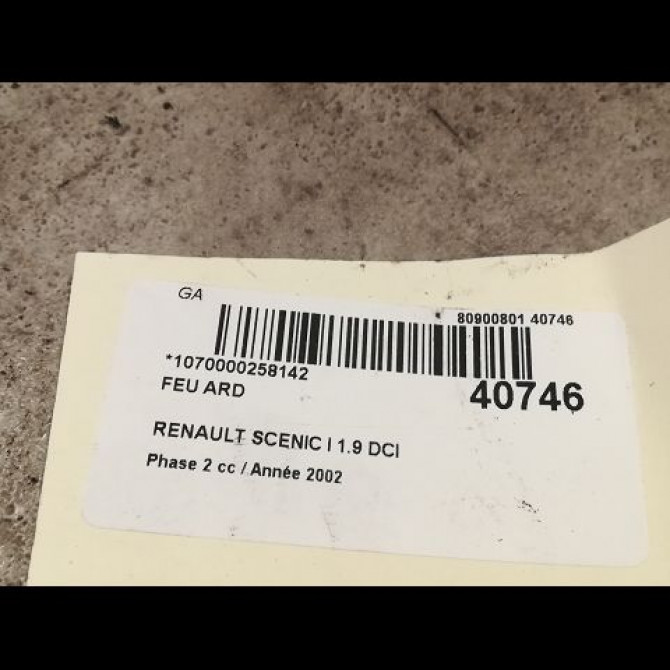 GA
80900801 40746
*1070000258142
40746
FEU ARD
RENAULT SCENIC I 1.9 DCI
Phase 2 cc / Année 2002